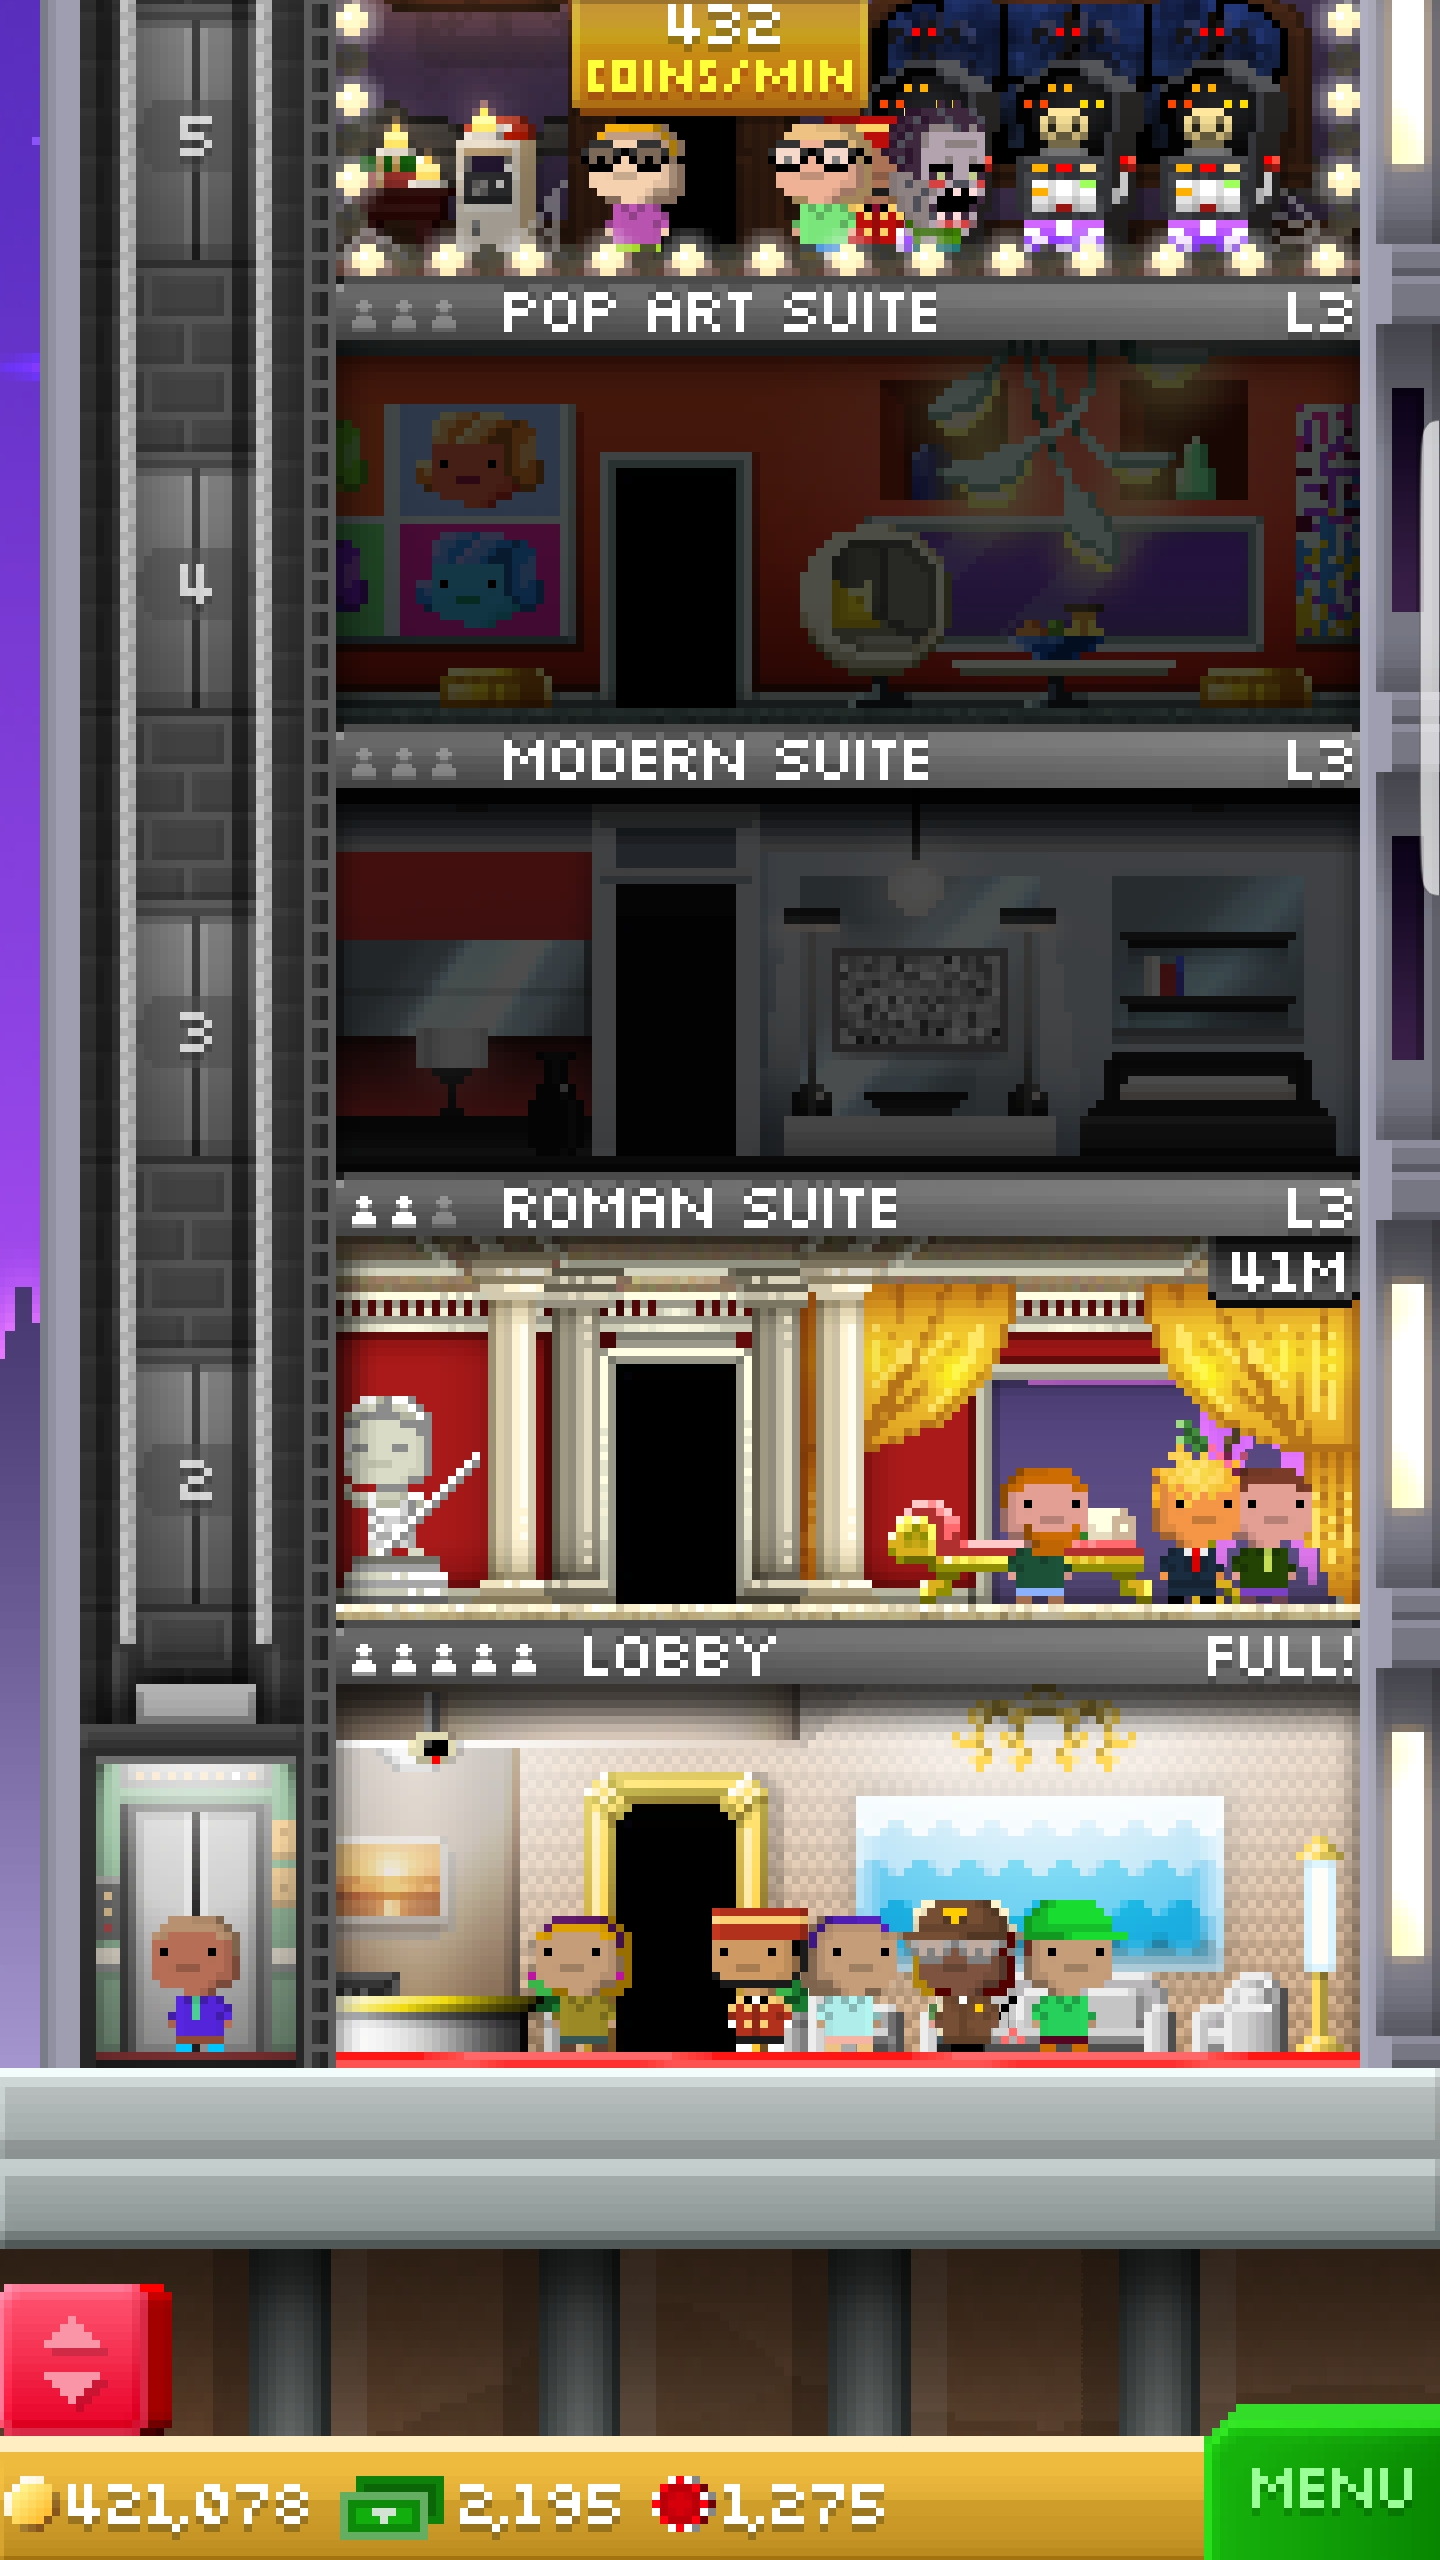 432
COINS/MIN
5
POP ART SUITE L3
4
MODERN SUITE L3
3
ROMAN SUITE L3
41M
2
LOBBY FULL!
421,078 2,195 1,275
MENU